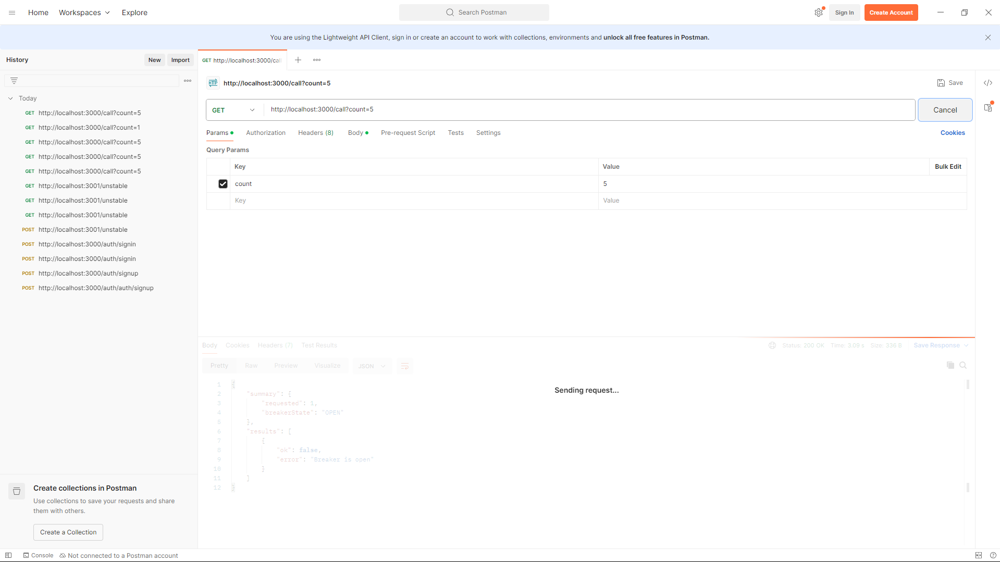 Home Workspaces Explore Search Postman Sign In Create Account
You are using the Lightweight API Client, sign in or create an account to work with collections, environments and unlock all free features in Postman.
History New Import
Today
GET http://localhost:3000/call?count=5
GET http://localhost:3000/call?count=1
GET http://localhost:3000/call?count=5
GET http://localhost:3000/call?count=5
GET http://localhost:3000/call?count=5
GET http://localhost:3001/unstable
GET http://localhost:3001/unstable
GET http://localhost:3001/unstable
POST http://localhost:3001/unstable
POST http://localhost:3000/auth/signin
POST http://localhost:3000/auth/signin
POST http://localhost:3000/auth/signup
POST http://localhost:3000/auth/auth/signup
Create collections in Postman
Use collections to save your requests and share
them with others.
Create a Collection
GET http://localhost:3000/call
HTTP http://localhost:3000/call?count=5 Save
GET http://localhost:3000/call?count=5 Cancel
Params Authorization Headers (8) Body Pre-request Script Tests Settings Cookies
Query Params
Key Value Bulk Edit
count 5
Key Value
Body Cookies Headers (7) Test Results Status: 200 OK Time: 3.09 s Size: 336 B Save Response
Pretty Raw Preview Visualize JSON
Sending request...
1 {
2 "summary": {
3 "requested": 1,
4 "breakerState": "OPEN"
5 },
6 "results": [
7 {
8 "ok": false,
9 "error": "Breaker is open"
10 }
11 ]
12 }
Console Not connected to a Postman account